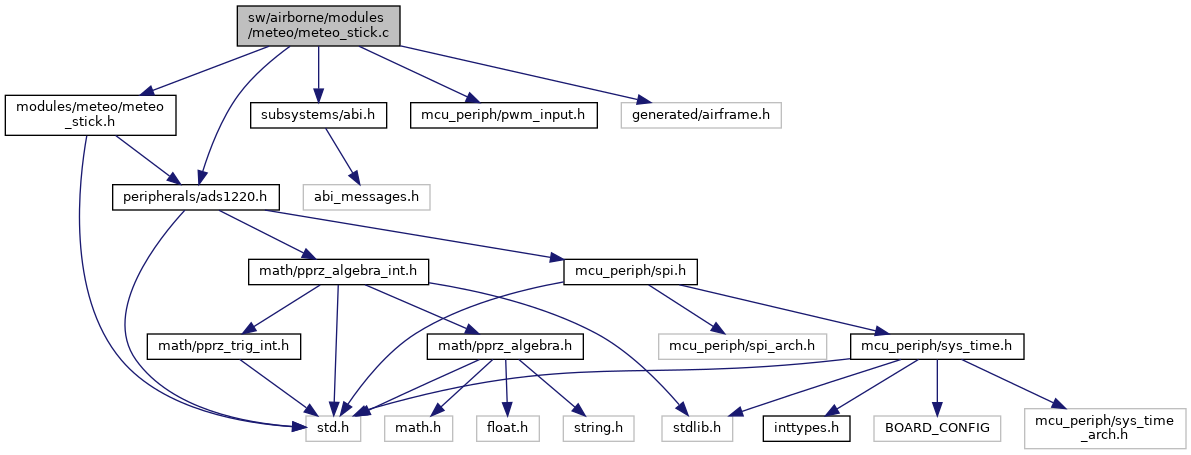 sw/airborne/modules
/meteo/meteo_stick.c
modules/meteo/meteo
_stick.h
subsystems/abi.h
mcu_periph/pwm_input.h
generated/airframe.h
peripherals/ads1220.h
abi_messages.h
math/pprz_algebra_int.h
mcu_periph/spi.h
math/pprz_trig_int.h
math/pprz_algebra.h
mcu_periph/spi_arch.h
mcu_periph/sys_time.h
std.h
math.h
float.h
string.h
stdlib.h
inttypes.h
BOARD_CONFIG
mcu_periph/sys_time
_arch.h